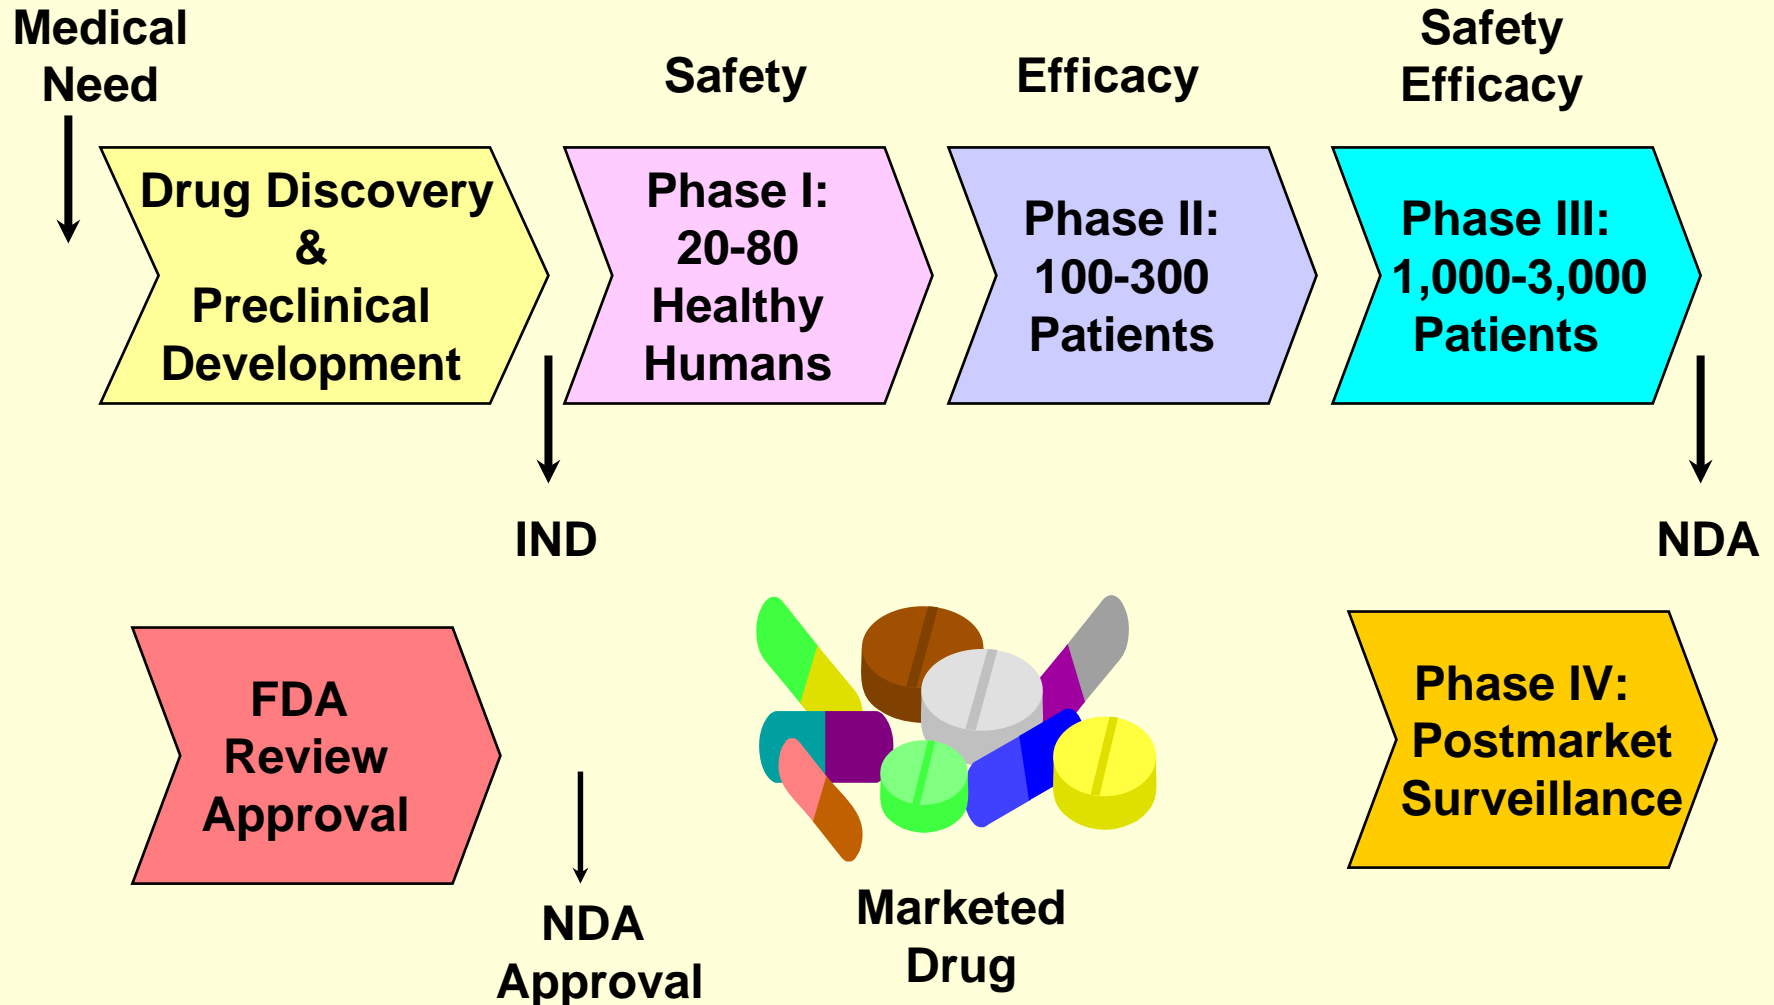 Medical
Need
Safety
Efficacy
Safety
Efficacy
Drug Discovery
&
Preclinical
Development
Phase I:
20-80
Healthy
Humans
Phase II:
100-300
Patients
Phase III:
1,000-3,000
Patients
IND
NDA
FDA
Review
Approval
NDA
Approval
Marketed
Drug
Phase IV:
Postmarket
Surveillance